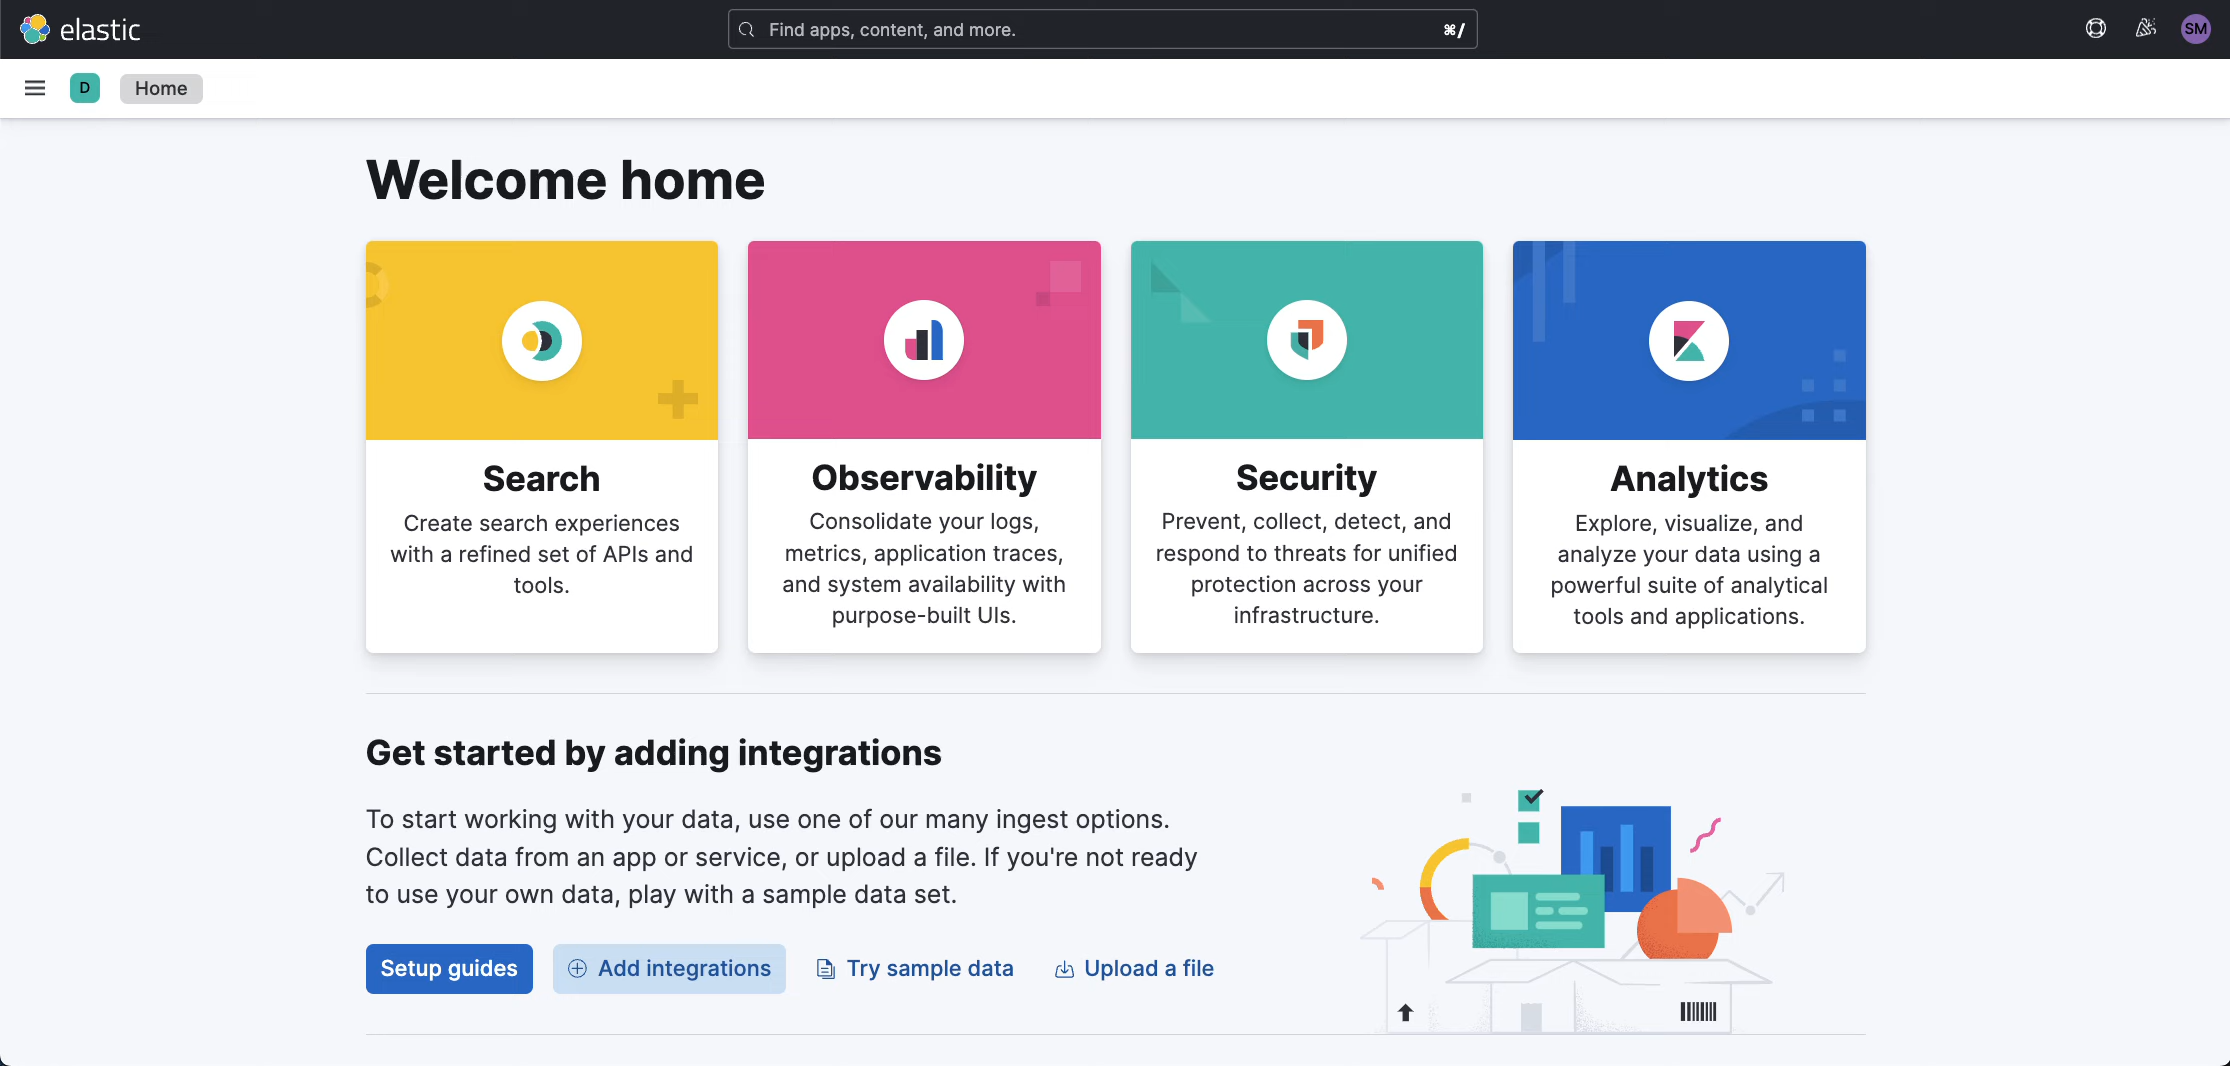 elastic
Find apps, content, and more.
⌘/
SM
D
Home
Welcome home
Search
Create search experiences
with a refined set of APIs and
tools.
Observability
Consolidate your logs,
metrics, application traces,
and system availability with
purpose-built UIs.
Security
Prevent, collect, detect, and
respond to threats for unified
protection across your
infrastructure.
Analytics
Explore, visualize, and
analyze your data using a
powerful suite of analytical
tools and applications.
Get started by adding integrations
To start working with your data, use one of our many ingest options.
Collect data from an app or service, or upload a file. If you're not ready
to use your own data, play with a sample data set.
Setup guides
Add integrations
Try sample data
Upload a file